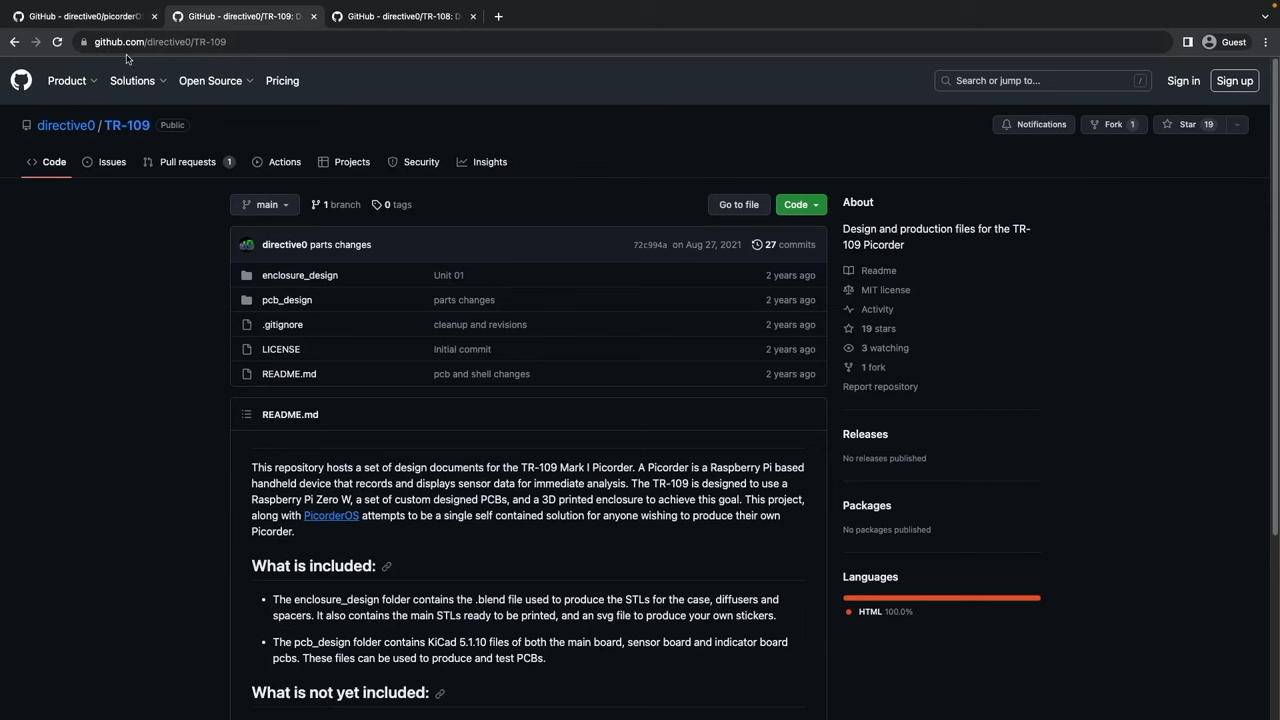 GitHub - directive0/picorderO
GitHub - directive0/TR-109: D
GitHub - directive0/TR-108: D
github.com/directive0/TR-109
Guest
Product
Solutions
Open Source
Pricing
Search or jump to...
/
Sign in
Sign up
directive0 / TR-109
Public
Notifications
Fork 1
Star 19
Code
Issues
Pull requests 1
Actions
Projects
Security
Insights
main
1 branch
0 tags
Go to file
Code
directive0 parts changes
72c994a on Aug 27, 2021
27 commits
enclosure_design
Unit 01
2 years ago
pcb_design
parts changes
2 years ago
.gitignore
cleanup and revisions
2 years ago
LICENSE
Initial commit
2 years ago
README.md
pcb and shell changes
2 years ago
README.md
This repository hosts a set of design documents for the TR-109 Mark I Picorder. A Picorder is a Raspberry Pi based
handheld device that records and displays sensor data for immediate analysis. The TR-109 is designed to use a
Raspberry Pi Zero W, a set of custom designed PCBs, and a 3D printed enclosure to achieve this goal. This project,
along with PicorderOS attempts to be a single self contained solution for anyone wishing to produce their own
Picorder.
What is included:
• The enclosure_design folder contains the .blend file used to produce the STLs for the case, diffusers and
spacers. It also contains the main STLs ready to be printed, and an svg file to produce your own stickers.
• The pcb_design folder contains KiCad 5.1.10 files of both the main board, sensor board and indicator board
pcbs. These files can be used to produce and test PCBs.
What is not yet included:
About
Design and production files for the TR-
109 Picorder
Readme
MIT license
Activity
19 stars
3 watching
1 fork
Report repository
Releases
No releases published
Packages
No packages published
Languages
HTML 100.0%